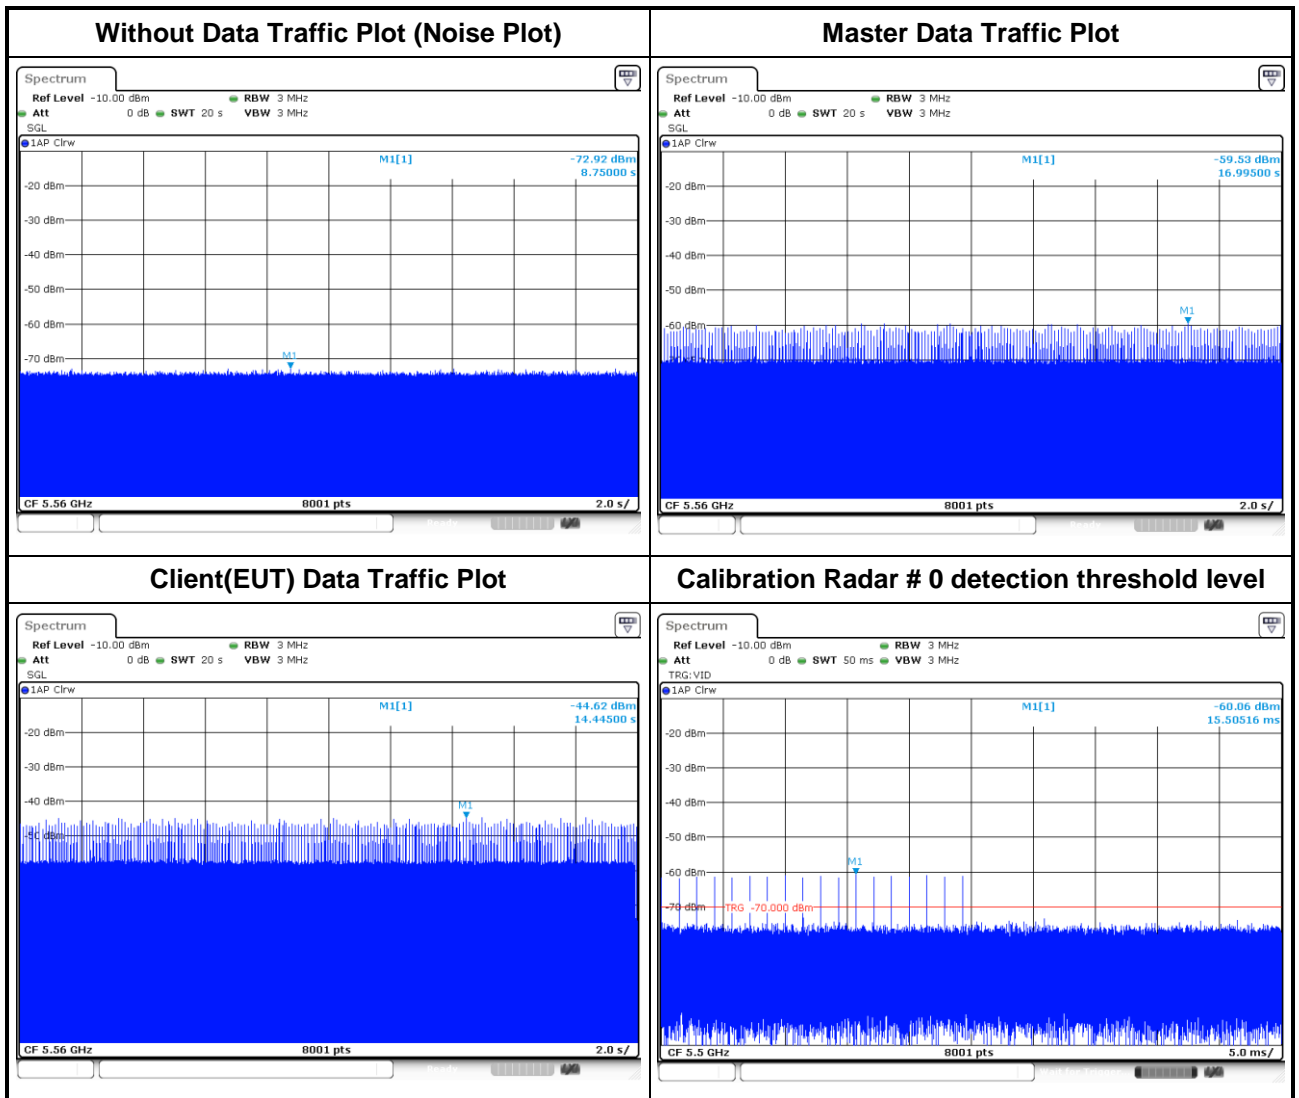 Without Data Traffic Plot (Noise Plot)
Spectrum
Ref Level -10.00 dBm RBW 3 MHz
Att 0 dB SWT 20 s VBW 3 MHz
SGL
1AP Clrw
M1[1] -72.92 dBm
8.75000 s
-20 dBm
-30 dBm
-40 dBm
-50 dBm
-60 dBm
-70 dBm
M1
CF 5.56 GHz 8001 pts 2.0 s/
Ready
Master Data Traffic Plot
Spectrum
Ref Level -10.00 dBm RBW 3 MHz
Att 0 dB SWT 20 s VBW 3 MHz
SGL
1AP Clrw
M1[1] -59.53 dBm
16.99500 s
-20 dBm
-30 dBm
-40 dBm
-50 dBm
M1
-60 dBm
-70 dBm
CF 5.56 GHz 8001 pts 2.0 s/
Ready
Client(EUT) Data Traffic Plot
Spectrum
Ref Level -10.00 dBm RBW 3 MHz
Att 0 dB SWT 20 s VBW 3 MHz
SGL
1AP Clrw
M1[1] -44.62 dBm
14.44500 s
-20 dBm
-30 dBm
-40 dBm
M1
-50 dBm
CF 5.56 GHz 8001 pts 2.0 s/
Ready
Calibration Radar # 0 detection threshold level
Spectrum
Ref Level -10.00 dBm RBW 3 MHz
Att 0 dB SWT 50 ms VBW 3 MHz
TRG:VID
1AP Clrw
M1[1] -60.06 dBm
15.50516 ms
-20 dBm
-30 dBm
-40 dBm
-50 dBm
M1
-60 dBm
-70 dBm TRG -70.000 dBm
CF 5.5 GHz 8001 pts 5.0 ms/
Wait for Trigger